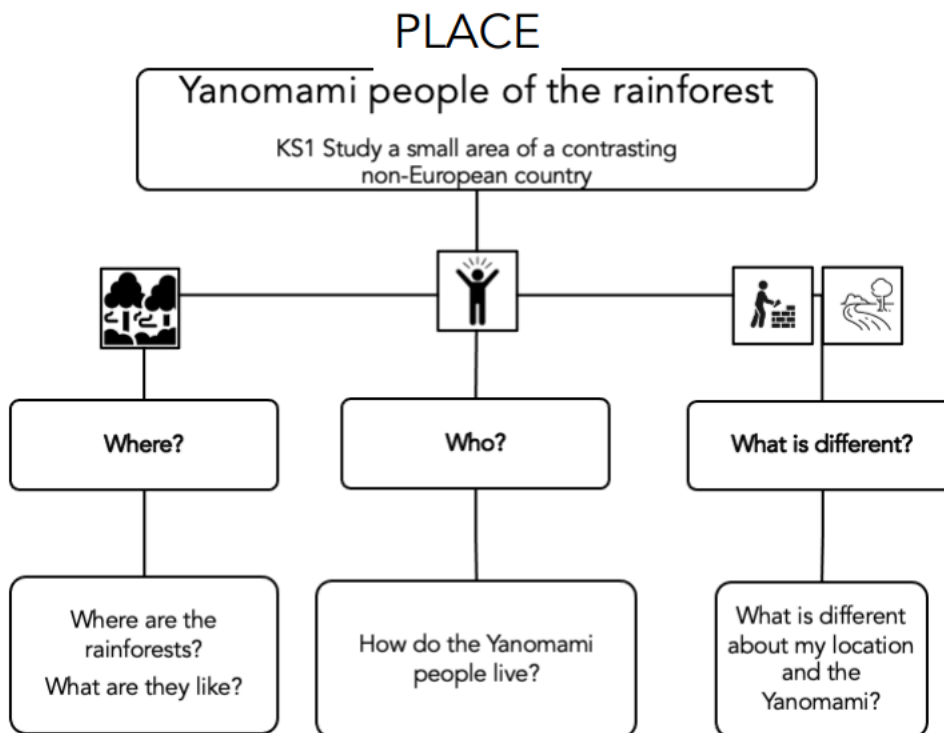 PLACE
Yanomami people of the rainforest
KS1 Study a small area of a contrasting
non-European country
Where?
Who?
What is different?
Where are the
rainforests?
What are they like?
How do the Yanomami
people live?
What is different
about my location
and the
Yanomami?